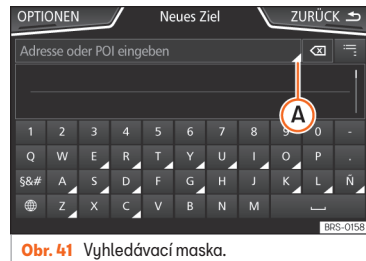 OPTIONEN Neues Ziel ZURÜCK
Adresse oder POI eingeben
A
1 2 3 4 5 6 7 8 9 0 -
Q W E R T Y U I O P .
§&# A S D F G H J K L Ñ
Z X C V B N M
BRS-0158
Obr. 41 Vyhledávací maska.